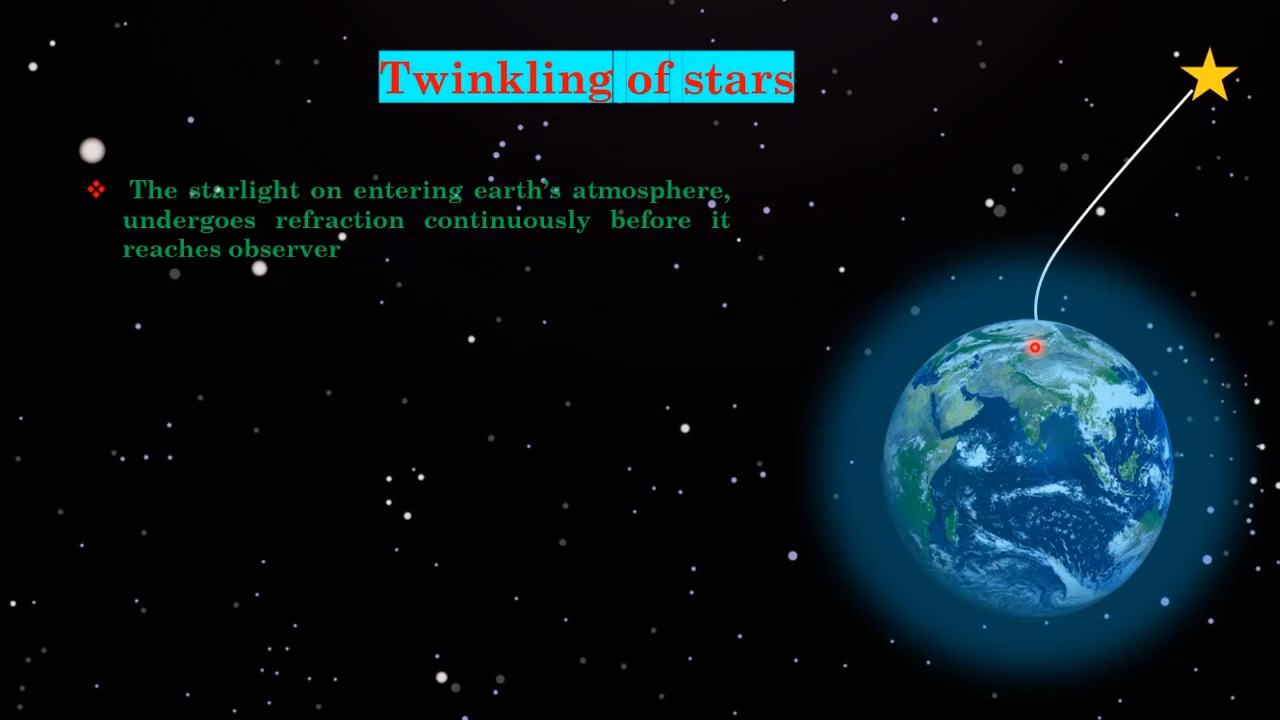 Twinkling of stars
The starlight on entering earth's atmosphere,
undergoes refraction continuously before it
reaches observer